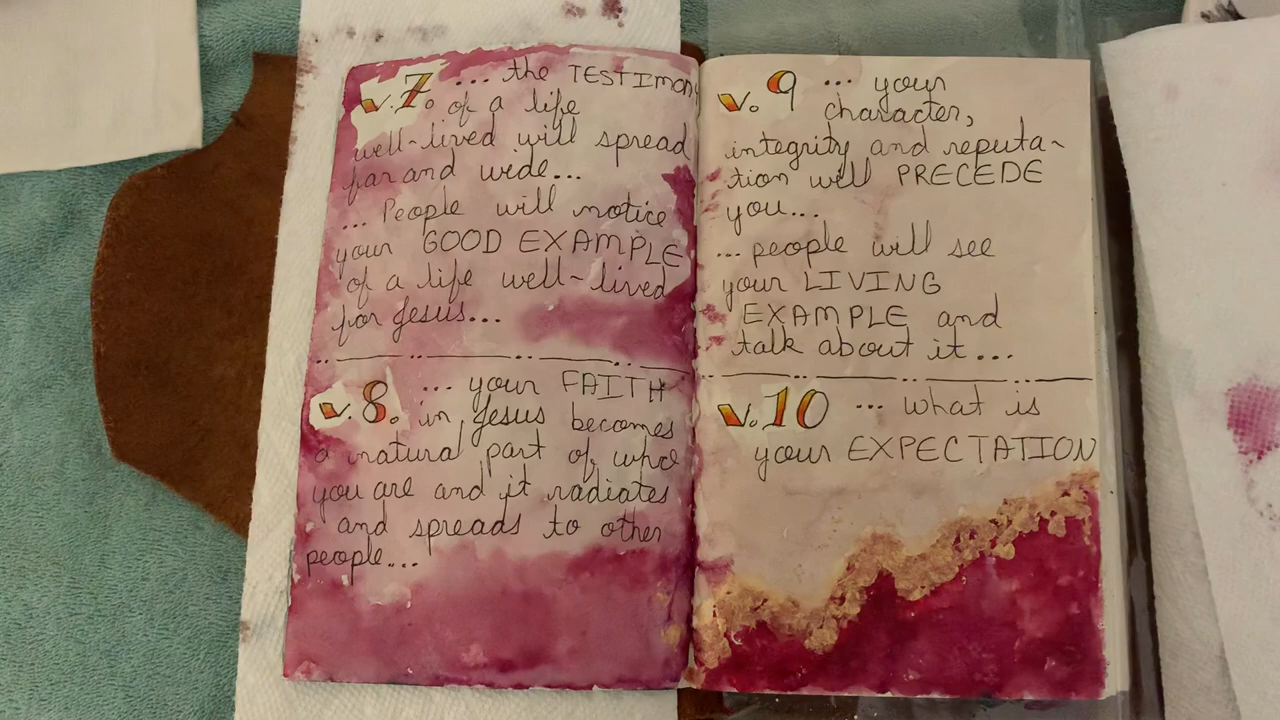 v.7. ... the TESTIMONY
of a life
well-lived will spread
far and wide...
... People will notice
your GOOD EXAMPLE
of a life well-lived
for Jesus...
v.8. ... your FAITH
in Jesus becomes
a natural part of who
you are and it radiates
and spreads to other
people...
v.9 ... your
character,
integrity and reputa-
tion will PRECEDE
you...
... people will see
your LIVING
EXAMPLE and
talk about it...
v.10 ... what is
your EXPECTATION